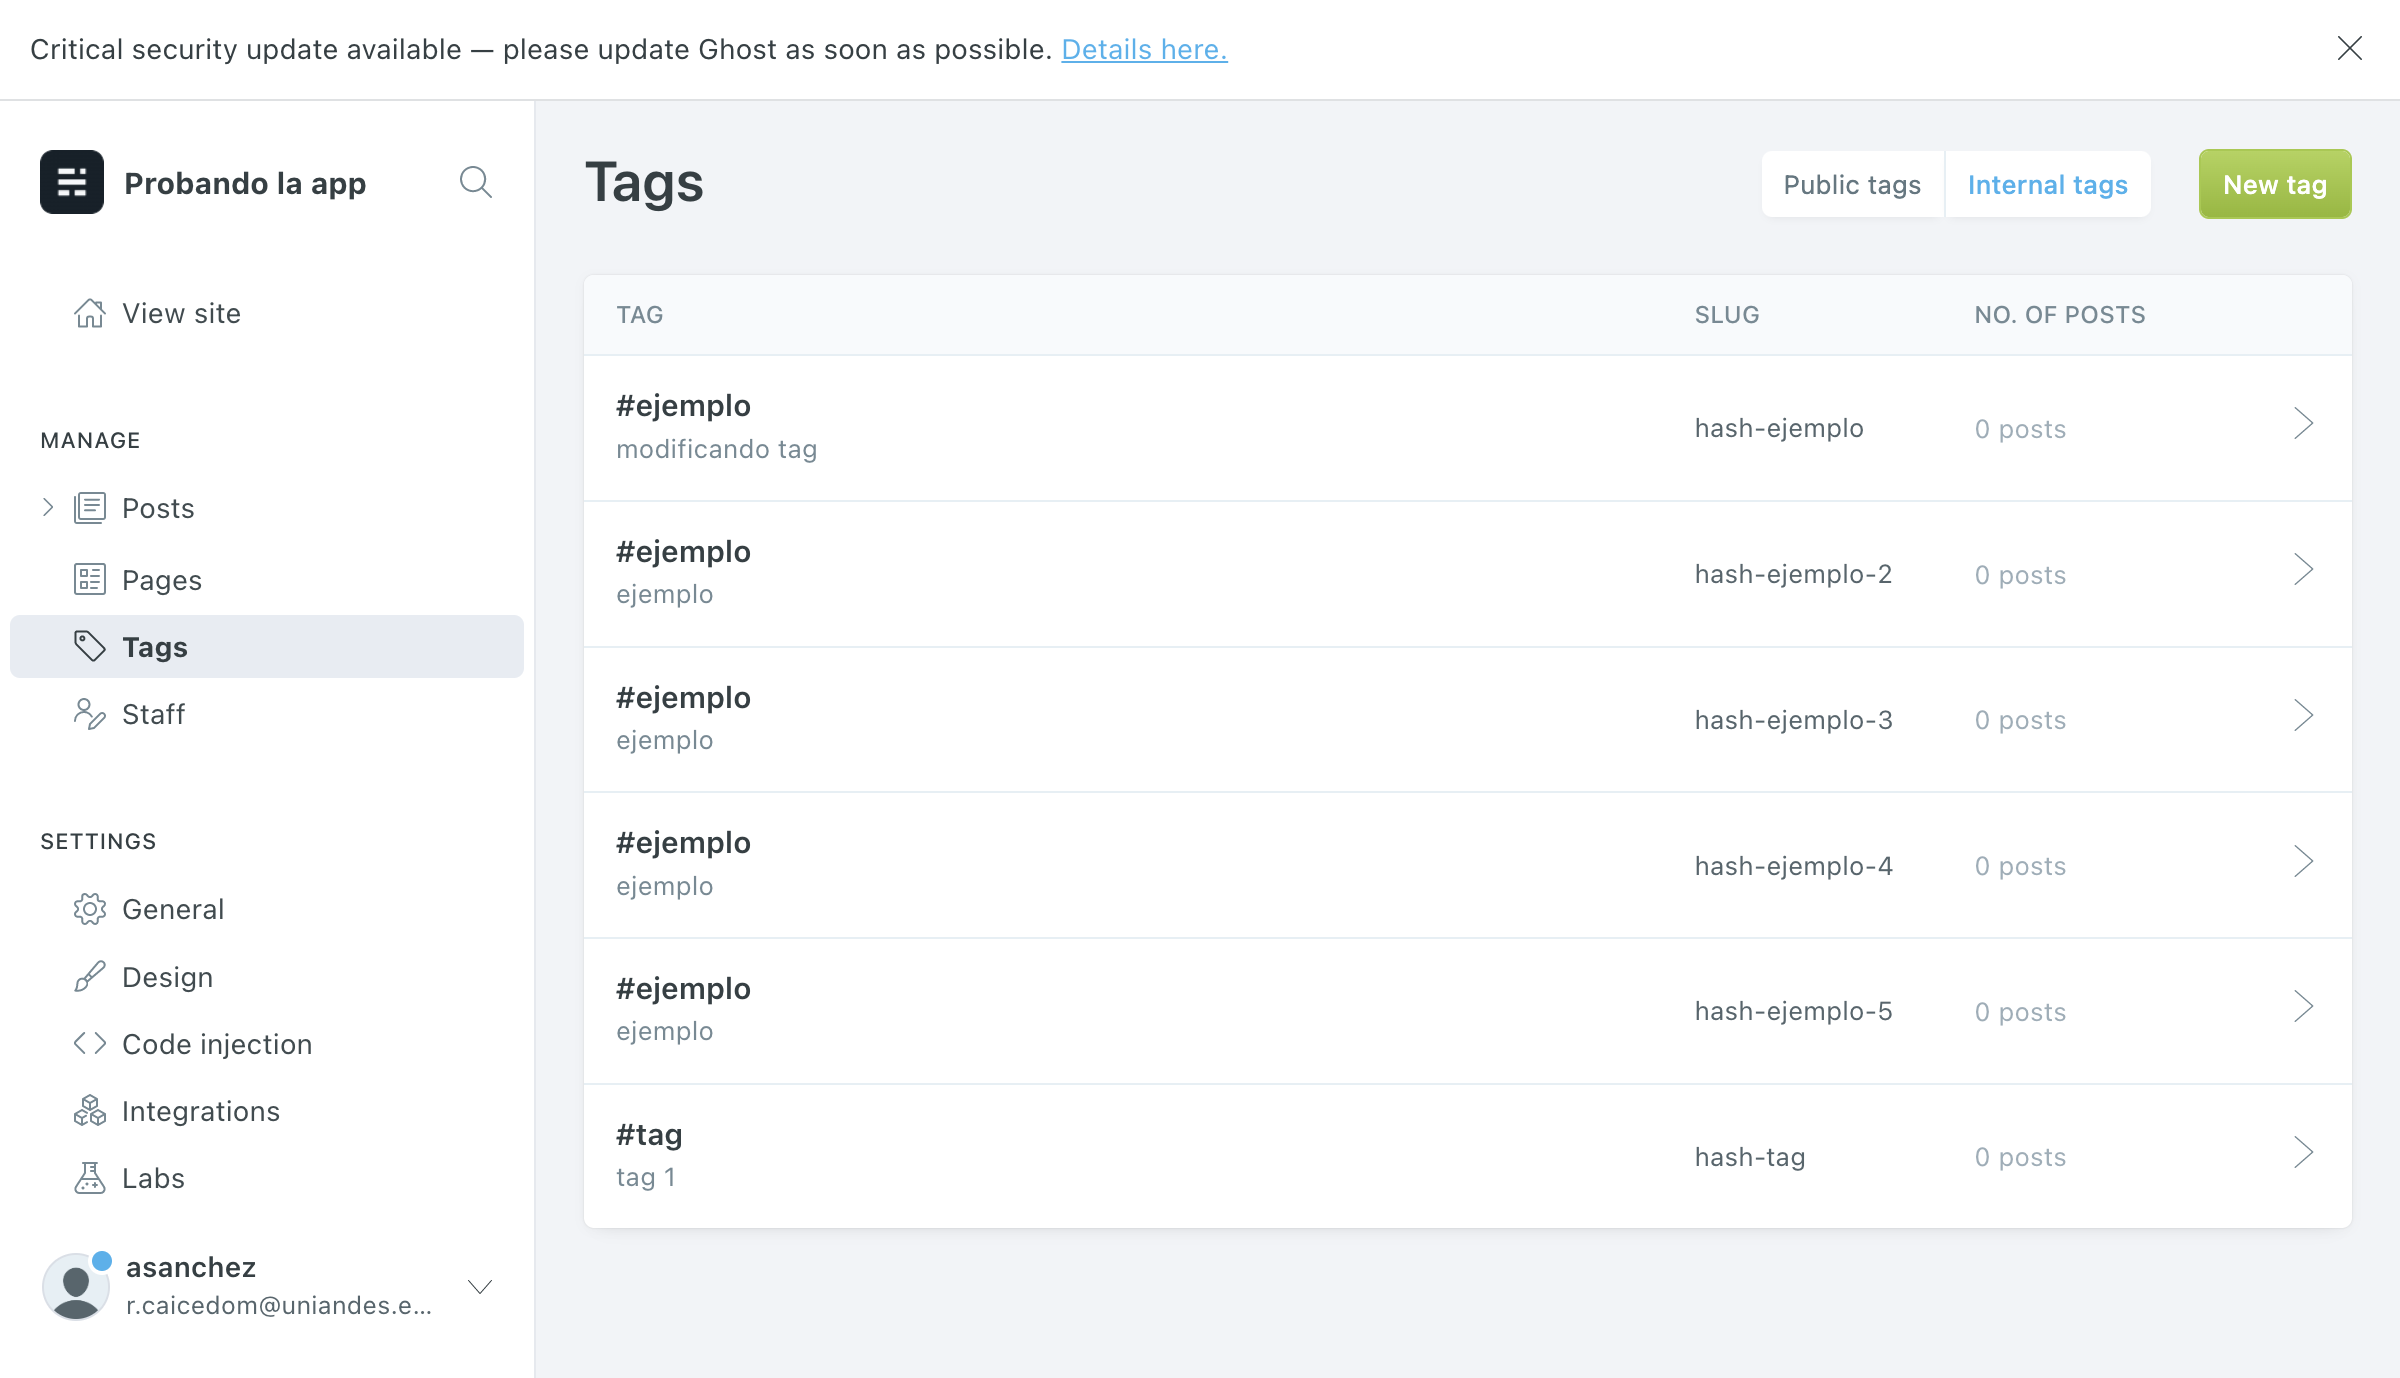 Critical security update available — please update Ghost as soon as possible. Details here.
Probando la app
View site
MANAGE
Posts
Pages
Tags
Staff
SETTINGS
General
Design
Code injection
Integrations
Labs
asanchez
r.caicedom@uniandes.e...
Tags
Public tags
Internal tags
New tag
TAG SLUG NO. OF POSTS
#ejemplo
modificando tag
hash-ejemplo
0 posts
#ejemplo
ejemplo
hash-ejemplo-2
0 posts
#ejemplo
ejemplo
hash-ejemplo-3
0 posts
#ejemplo
ejemplo
hash-ejemplo-4
0 posts
#ejemplo
ejemplo
hash-ejemplo-5
0 posts
#tag
tag 1
hash-tag
0 posts